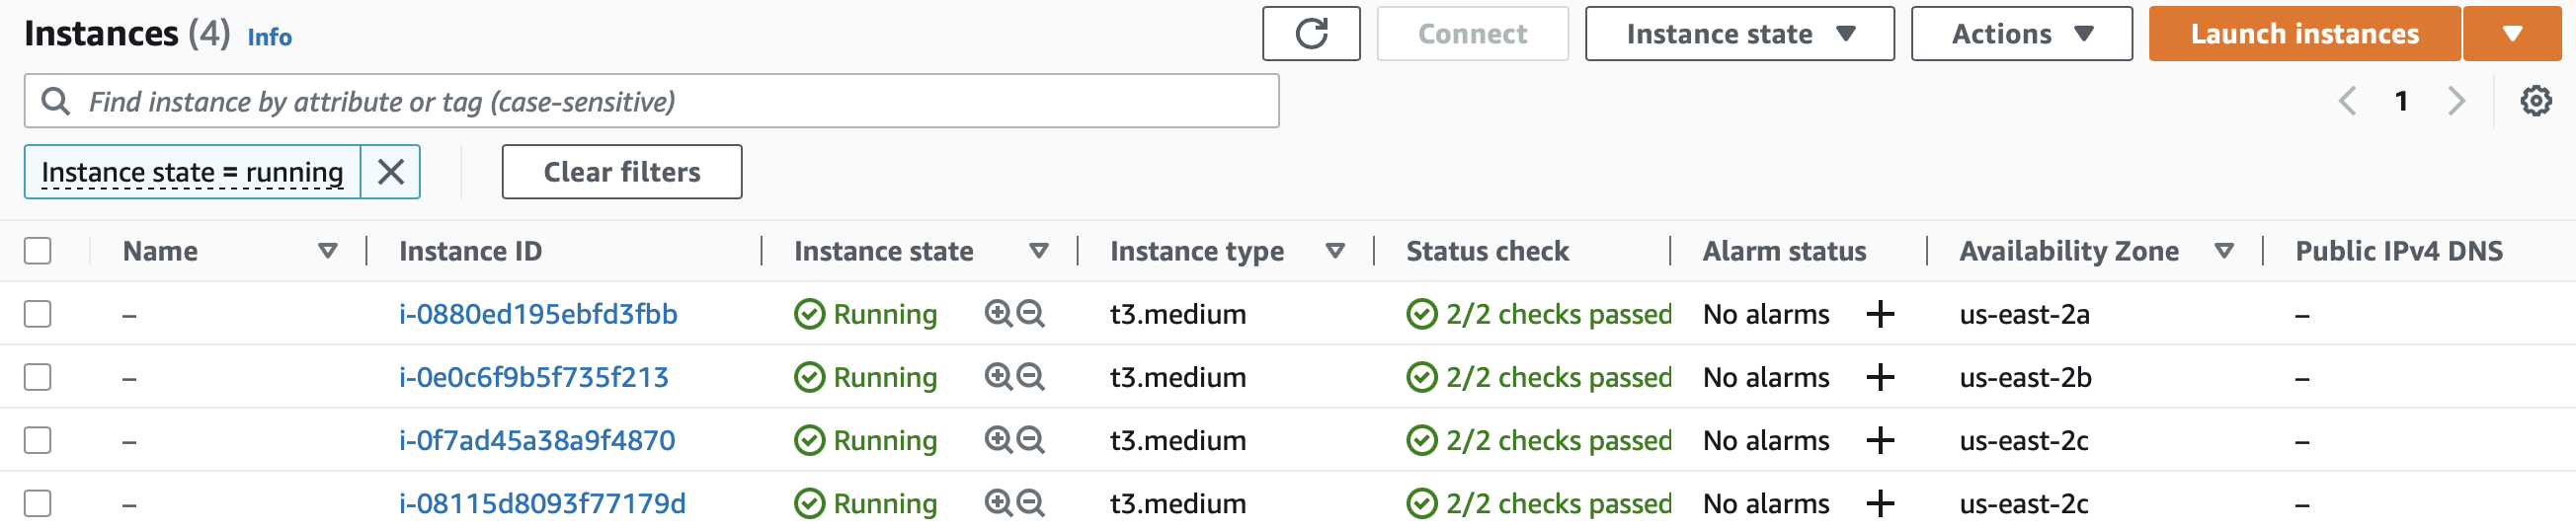 Instances (4) Info Connect Instance state Actions Launch instances
Find instance by attribute or tag (case-sensitive) 1
Instance state = running Clear filters
Name Instance ID Instance state Instance type Status check Alarm status Availability Zone Public IPv4 DNS
– i-0880ed195ebfd3fbb Running t3.medium 2/2 checks passed No alarms + us-east-2a –
– i-0e0c6f9b5f735f213 Running t3.medium 2/2 checks passed No alarms + us-east-2b –
– i-0f7ad45a38a9f4870 Running t3.medium 2/2 checks passed No alarms + us-east-2c –
– i-08115d8093f77179d Running t3.medium 2/2 checks passed No alarms + us-east-2c –